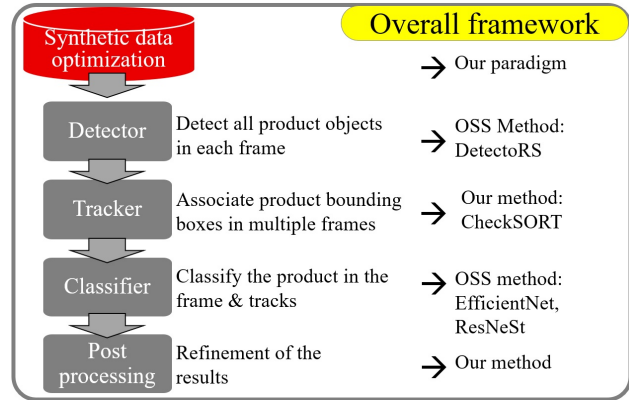 Overall framework
Synthetic data
optimization
→ Our paradigm
Detector
Detect all product objects
in each frame
→ OSS Method:
DetectoRS
Tracker
Associate product bounding
boxes in multiple frames
→ Our method:
CheckSORT
Classifier
Classify the product in the
frame & tracks
→ OSS method:
EfficientNet,
ResNeSt
Post
processing
Refinement of the
results
→ Our method